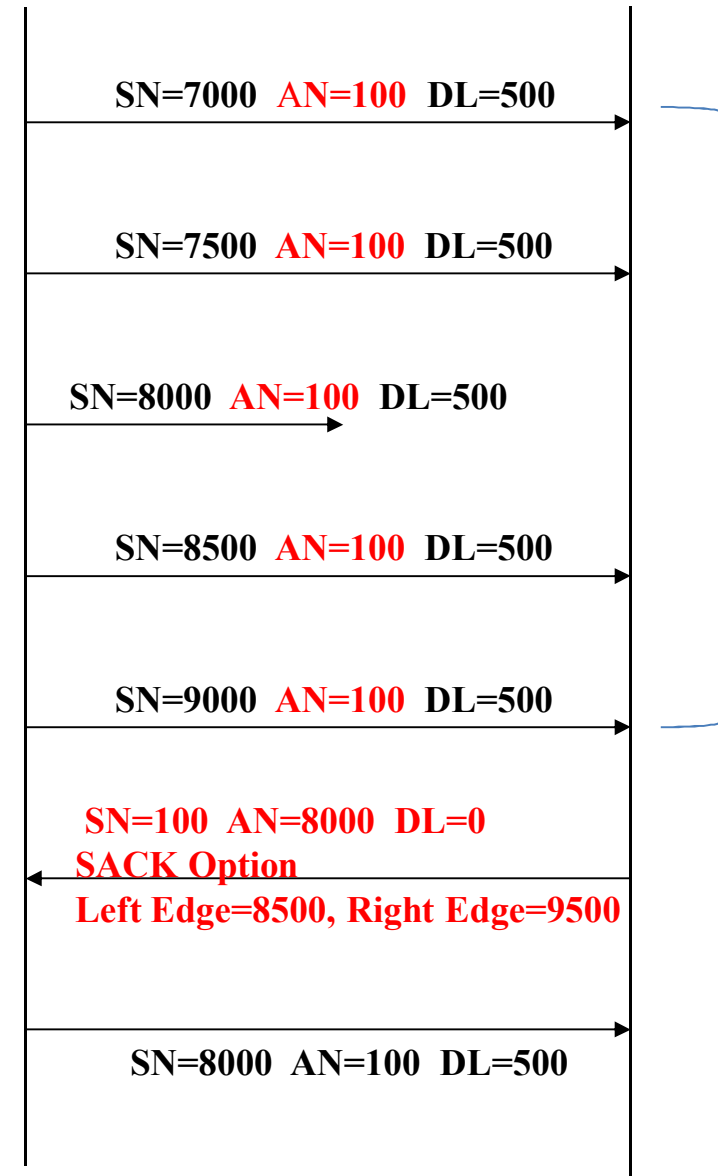 SN=7000 AN=100 DL=500
SN=7500 AN=100 DL=500
SN=8000 AN=100 DL=500
SN=8500 AN=100 DL=500
SN=9000 AN=100 DL=500
SN=100 AN=8000 DL=0
SACK Option
Left Edge=8500, Right Edge=9500
SN=8000 AN=100 DL=500